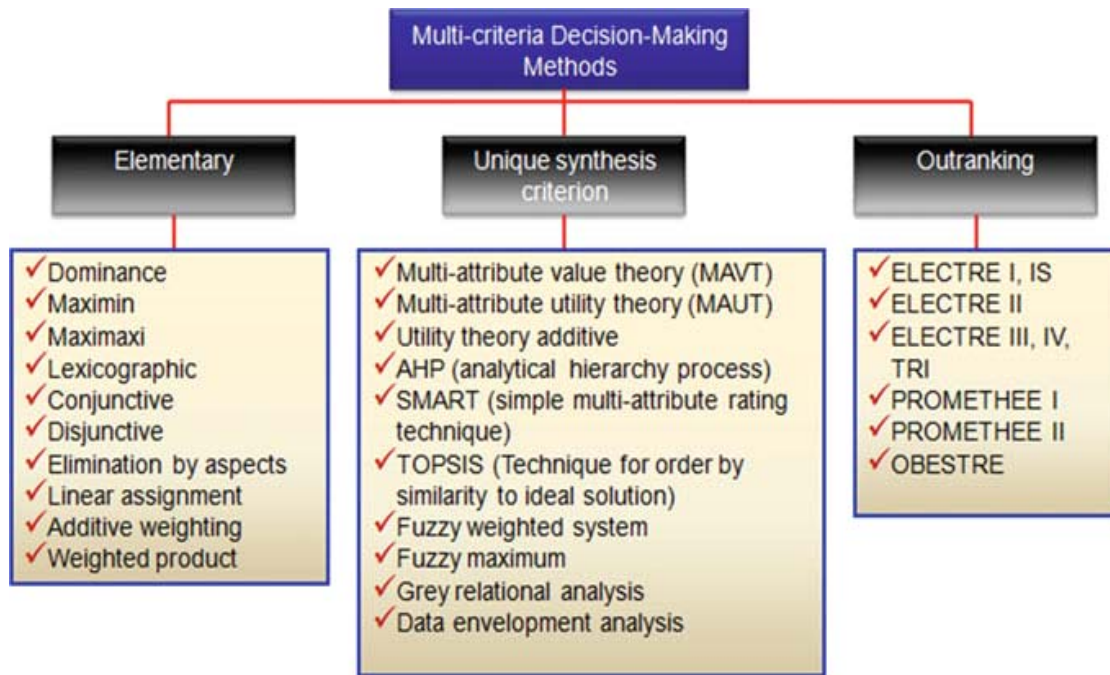 Multi-criteria Decision-Making
Methods
Elementary
Unique synthesis
criterion
Outranking
Dominance
Maximin
Maximaxi
Lexicographic
Conjunctive
Disjunctive
Elimination by aspects
Linear assignment
Additive weighting
Weighted product
Multi-attribute value theory (MAVT)
Multi-attribute utility theory (MAUT)
Utility theory additive
AHP (analytical hierarchy process)
SMART (simple multi-attribute rating
technique)
TOPSIS (Technique for order by
similarity to ideal solution)
Fuzzy weighted system
Fuzzy maximum
Grey relational analysis
Data envelopment analysis
ELECTRE I, IS
ELECTRE II
ELECTRE III, IV,
TRI
PROMETHEE I
PROMETHEE II
OBESTRE